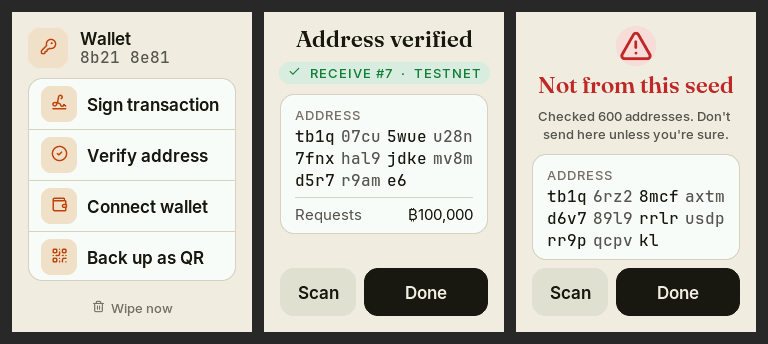 Wallet
8b21 8e81
Sign transaction
Verify address
Connect wallet
Back up as QR
Wipe now
Address verified
RECEIVE #7 · TESTNET
ADDRESS
tb1q 07cu 5wue u28n
7fnx hal9 jdke mv8m
d5r7 r9am e6
Requests ₿100,000
Scan Done
Not from this seed
Checked 600 addresses. Don't
send here unless you're sure.
ADDRESS
tb1q 6rz2 8mcf axtm
d6v7 89l9 rrlr usdp
rr9p qcpv kl
Scan Done